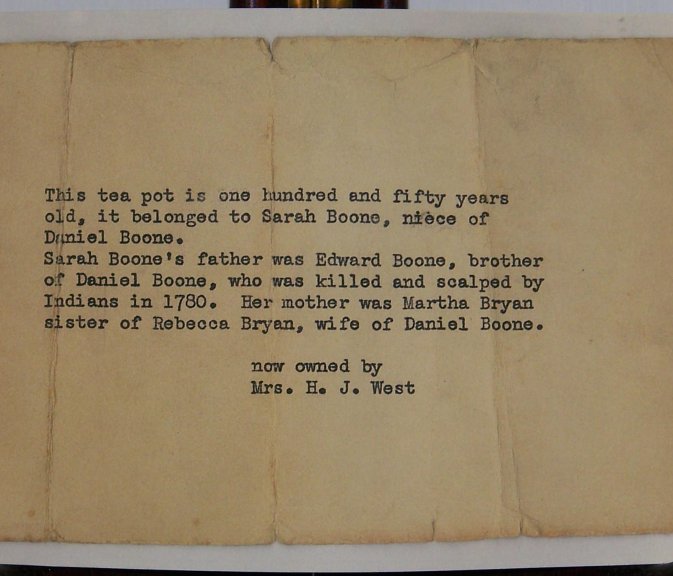 This tea pot is one hundred and fifty years
old, it belonged to Sarah Boone, niece of
Daniel Boone.
Sarah Boone's father was Edward Boone, brother
of Daniel Boone, who was killed and scalped by
Indians in 1780. Her mother was Martha Bryan
sister of Rebecca Bryan, wife of Daniel Boone.
now owned by
Mrs. H. J. West